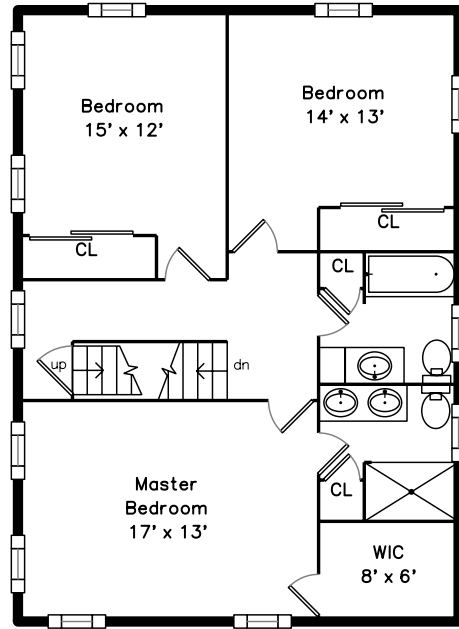 Bedroom
15' x 12'
Bedroom
14' x 13'
CL
CL
CL
up
dn
Master
Bedroom
17' x 13'
CL
WIC
8' x 6'